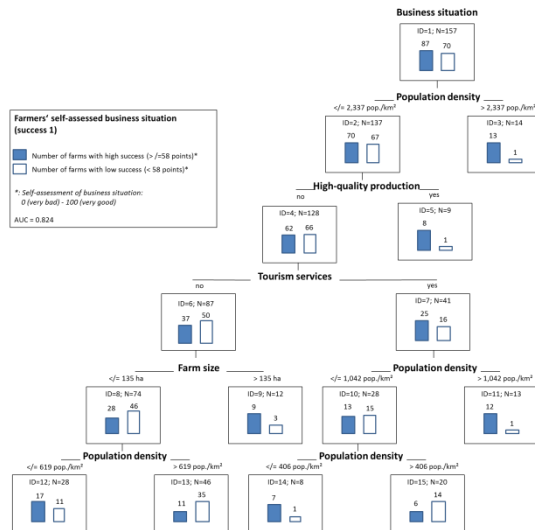 Business situation
ID=1; N=157
87 70
Population density
</= 2,337 pop./km² > 2,337 pop./km²
Farmers' self-assessed business situation
(success 1)
Number of farms with high success (> /=58 points)*
Number of farms with low success (< 58 points)*
*: Self-assessment of business situation:
0 (very bad) - 100 (very good)
AUC = 0.824
ID=2; N=137 ID=3; N=14
70 67 13 1
High-quality production
no yes
ID=4; N=128 ID=5; N=9
62 66 8 1
Tourism services
no yes
ID=6; N=87 ID=7; N=41
37 50 25 16
Farm size Population density
</= 135 ha > 135 ha </= 1,042 pop./km² > 1,042 pop./km²
ID=8; N=74 ID=9; N=12 ID=10; N=28 ID=11; N=13
28 46 9 3 13 15 12 1
Population density Population density
</= 619 pop./km² > 619 pop./km² </= 406 pop./km² > 406 pop./km²
ID=12; N=28 ID=13; N=46 ID=14; N=8 ID=15; N=20
17 11 11 35 7 1 6 14